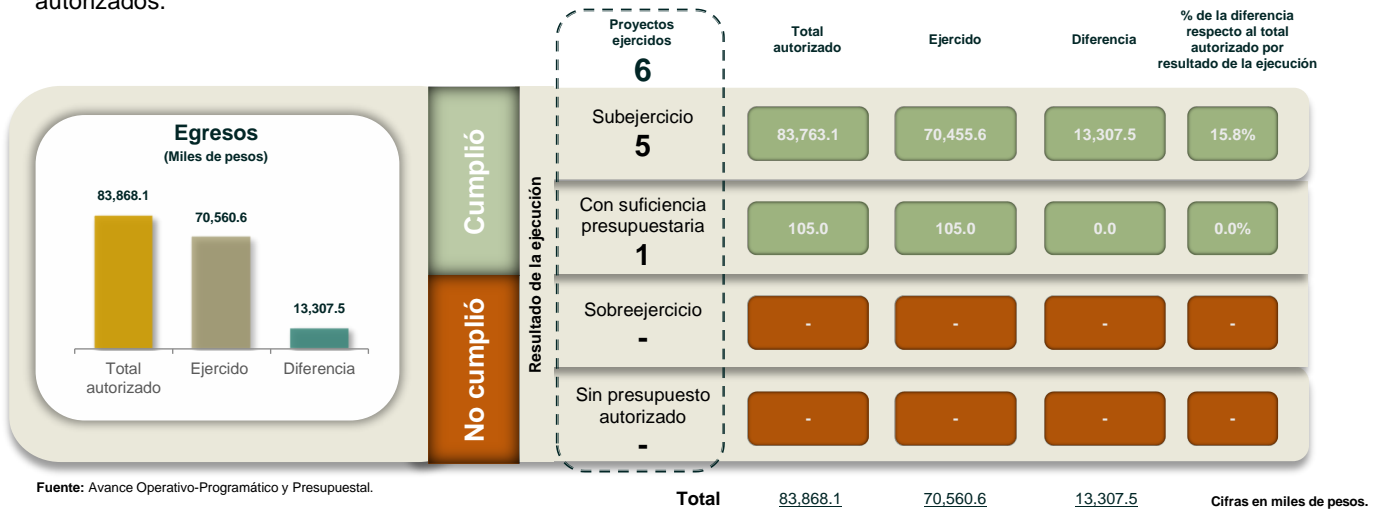 autorizados.
Proyectos
ejercidos
6
Total
autorizado
Ejercido
Diferencia
% de la diferencia
respecto al total
autorizado por
resultado de la ejecución
Egresos
(Miles de pesos)
83,868.1
70,560.6
13,307.5
Total
autorizado
Ejercido
Diferencia
Cumplió
No cumplió
Resultado de la ejecución
Subejercicio
5
83,763.1
70,455.6
13,307.5
15.8%
Con suficiencia
presupuestaria
1
105.0
105.0
0.0
0.0%
Sobreejercicio
-
-
-
-
-
Sin presupuesto
autorizado
-
-
-
-
-
Fuente: Avance Operativo-Programático y Presupuestal.
Total
83,868.1
70,560.6
13,307.5
Cifras en miles de pesos.